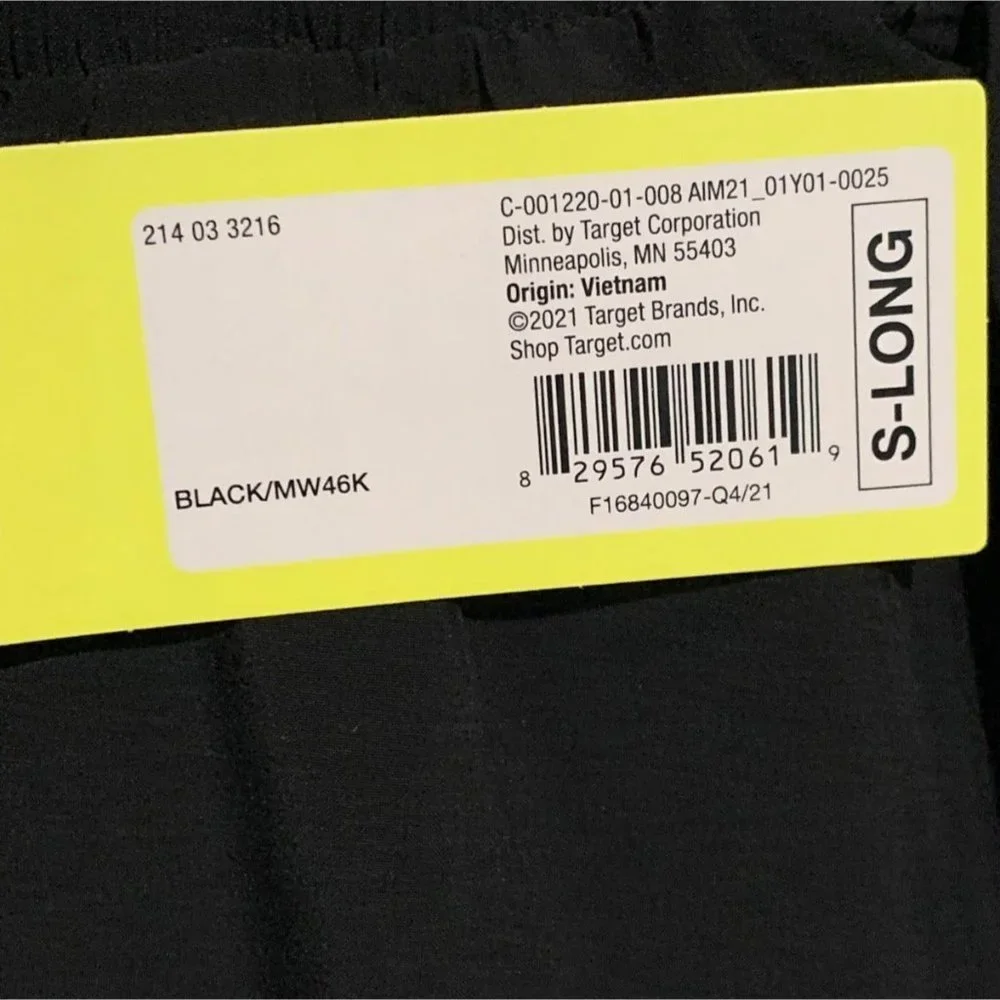 214 03 3216
C-001220-01-008 AIM21_01Y01-0025
Dist. by Target Corporation
Minneapolis, MN 55403
Origin: Vietnam
©2021 Target Brands, Inc.
Shop Target.com
8 29576 52061 9
F16840097-Q4/21
BLACK/MW46K
S-LONG